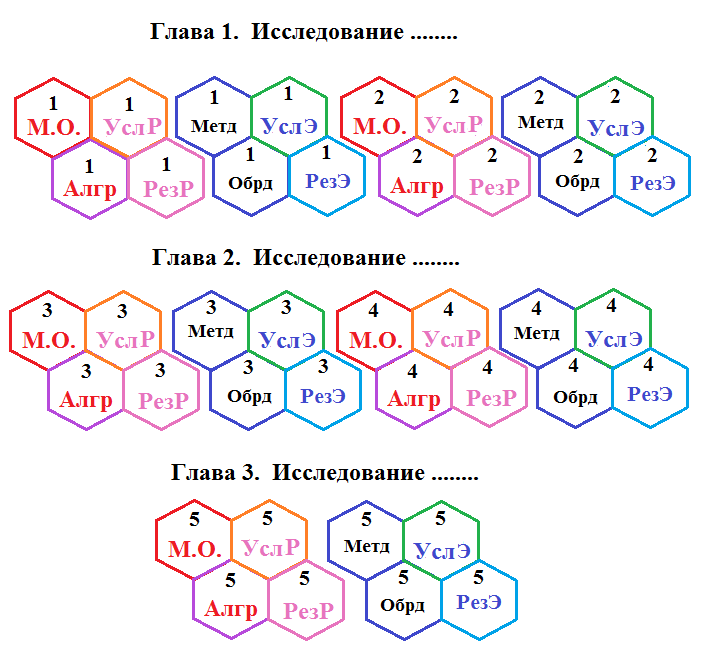 Глава 1. Исследование ........
1 1 1 1 2 2 2 2
М.О. УслР Метд УслЭ М.О. УслР Метд УслЭ
1 1 1 1 2 2 2 2
Алгр РезР Обрд РезЭ Алгр РезР Обрд РезЭ
Глава 2. Исследование ........
3 3 3 3 4 4 4 4
М.О. УслР Метд УслЭ М.О. УслР Метд УслЭ
3 3 3 3 4 4 4 4
Алгр РезР Обрд РезЭ Алгр РезР Обрд РезЭ
Глава 3. Исследование ........
5 5 5 5
М.О. УслР Метд УслЭ
5 5 5 5
Алгр РезР Обрд РезЭ